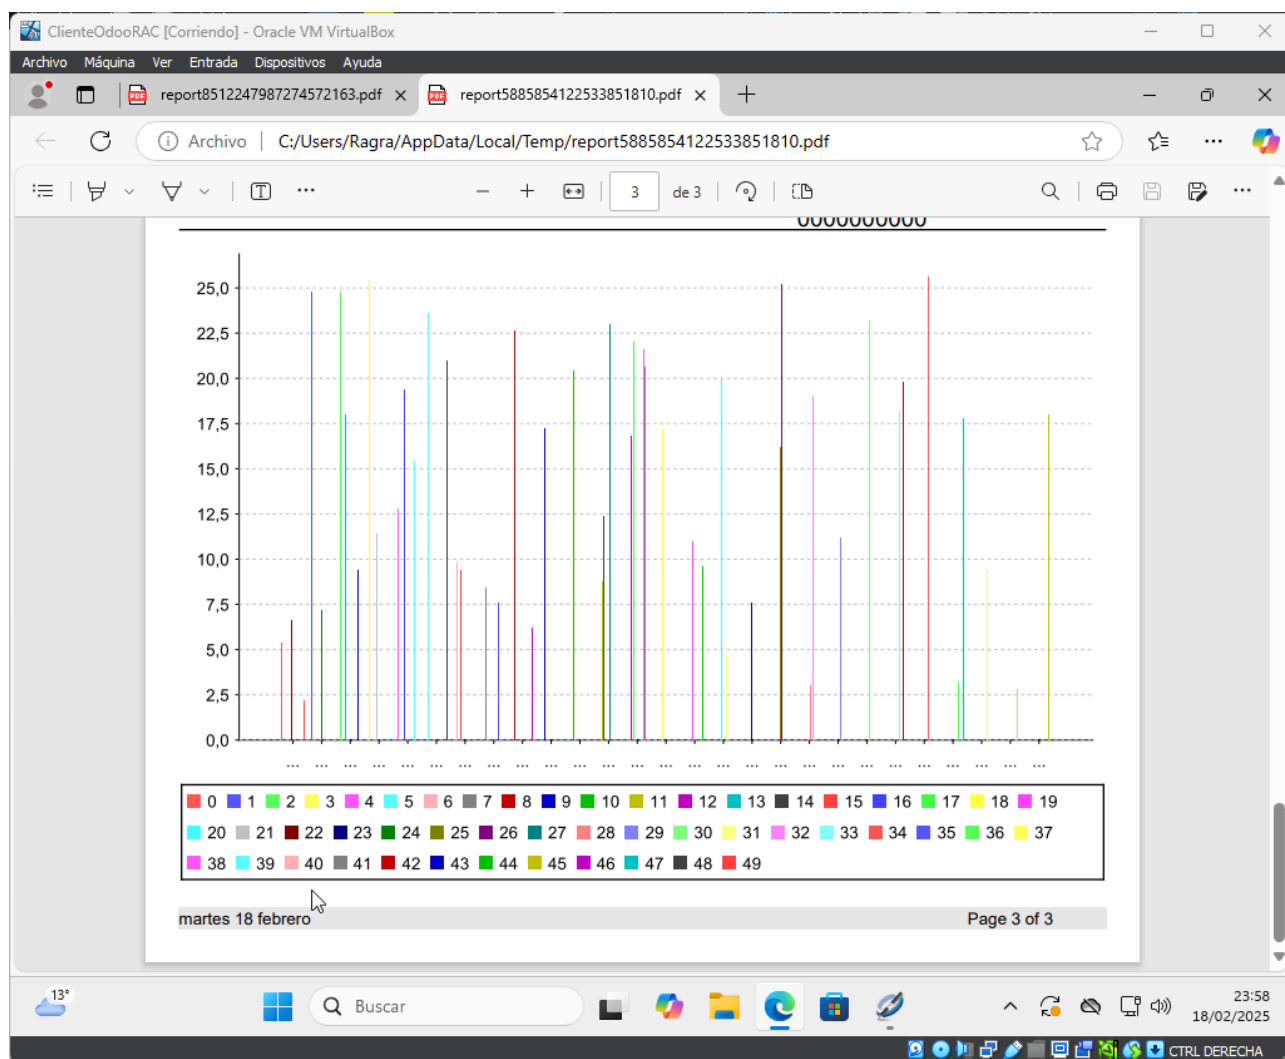 ClienteOdooRAC [Corriendo] - Oracle VM VirtualBox
Archivo Máquina Ver Entrada Dispositivos Ayuda
report8512247987274572163.pdf report5885854122533851810.pdf
Archivo C:/Users/Ragra/AppData/Local/Temp/report5885854122533851810.pdf
3 de 3
0000000000
25,0
22,5
20,0
17,5
15,0
12,5
10,0
7,5
5,0
2,5
0,0
... ... ... ... ... ... ... ... ... ... ... ... ... ... ... ... ... ... ... ... ... ... ... ... ... ... ...
0 1 2 3 4 5 6 7 8 9 10 11 12 13 14 15 16 17 18 19
20 21 22 23 24 25 26 27 28 29 30 31 32 33 34 35 36 37
38 39 40 41 42 43 44 45 46 47 48 49
martes 18 febrero Page 3 of 3
13°
Buscar
23:58
18/02/2025
CTRL DERECHA